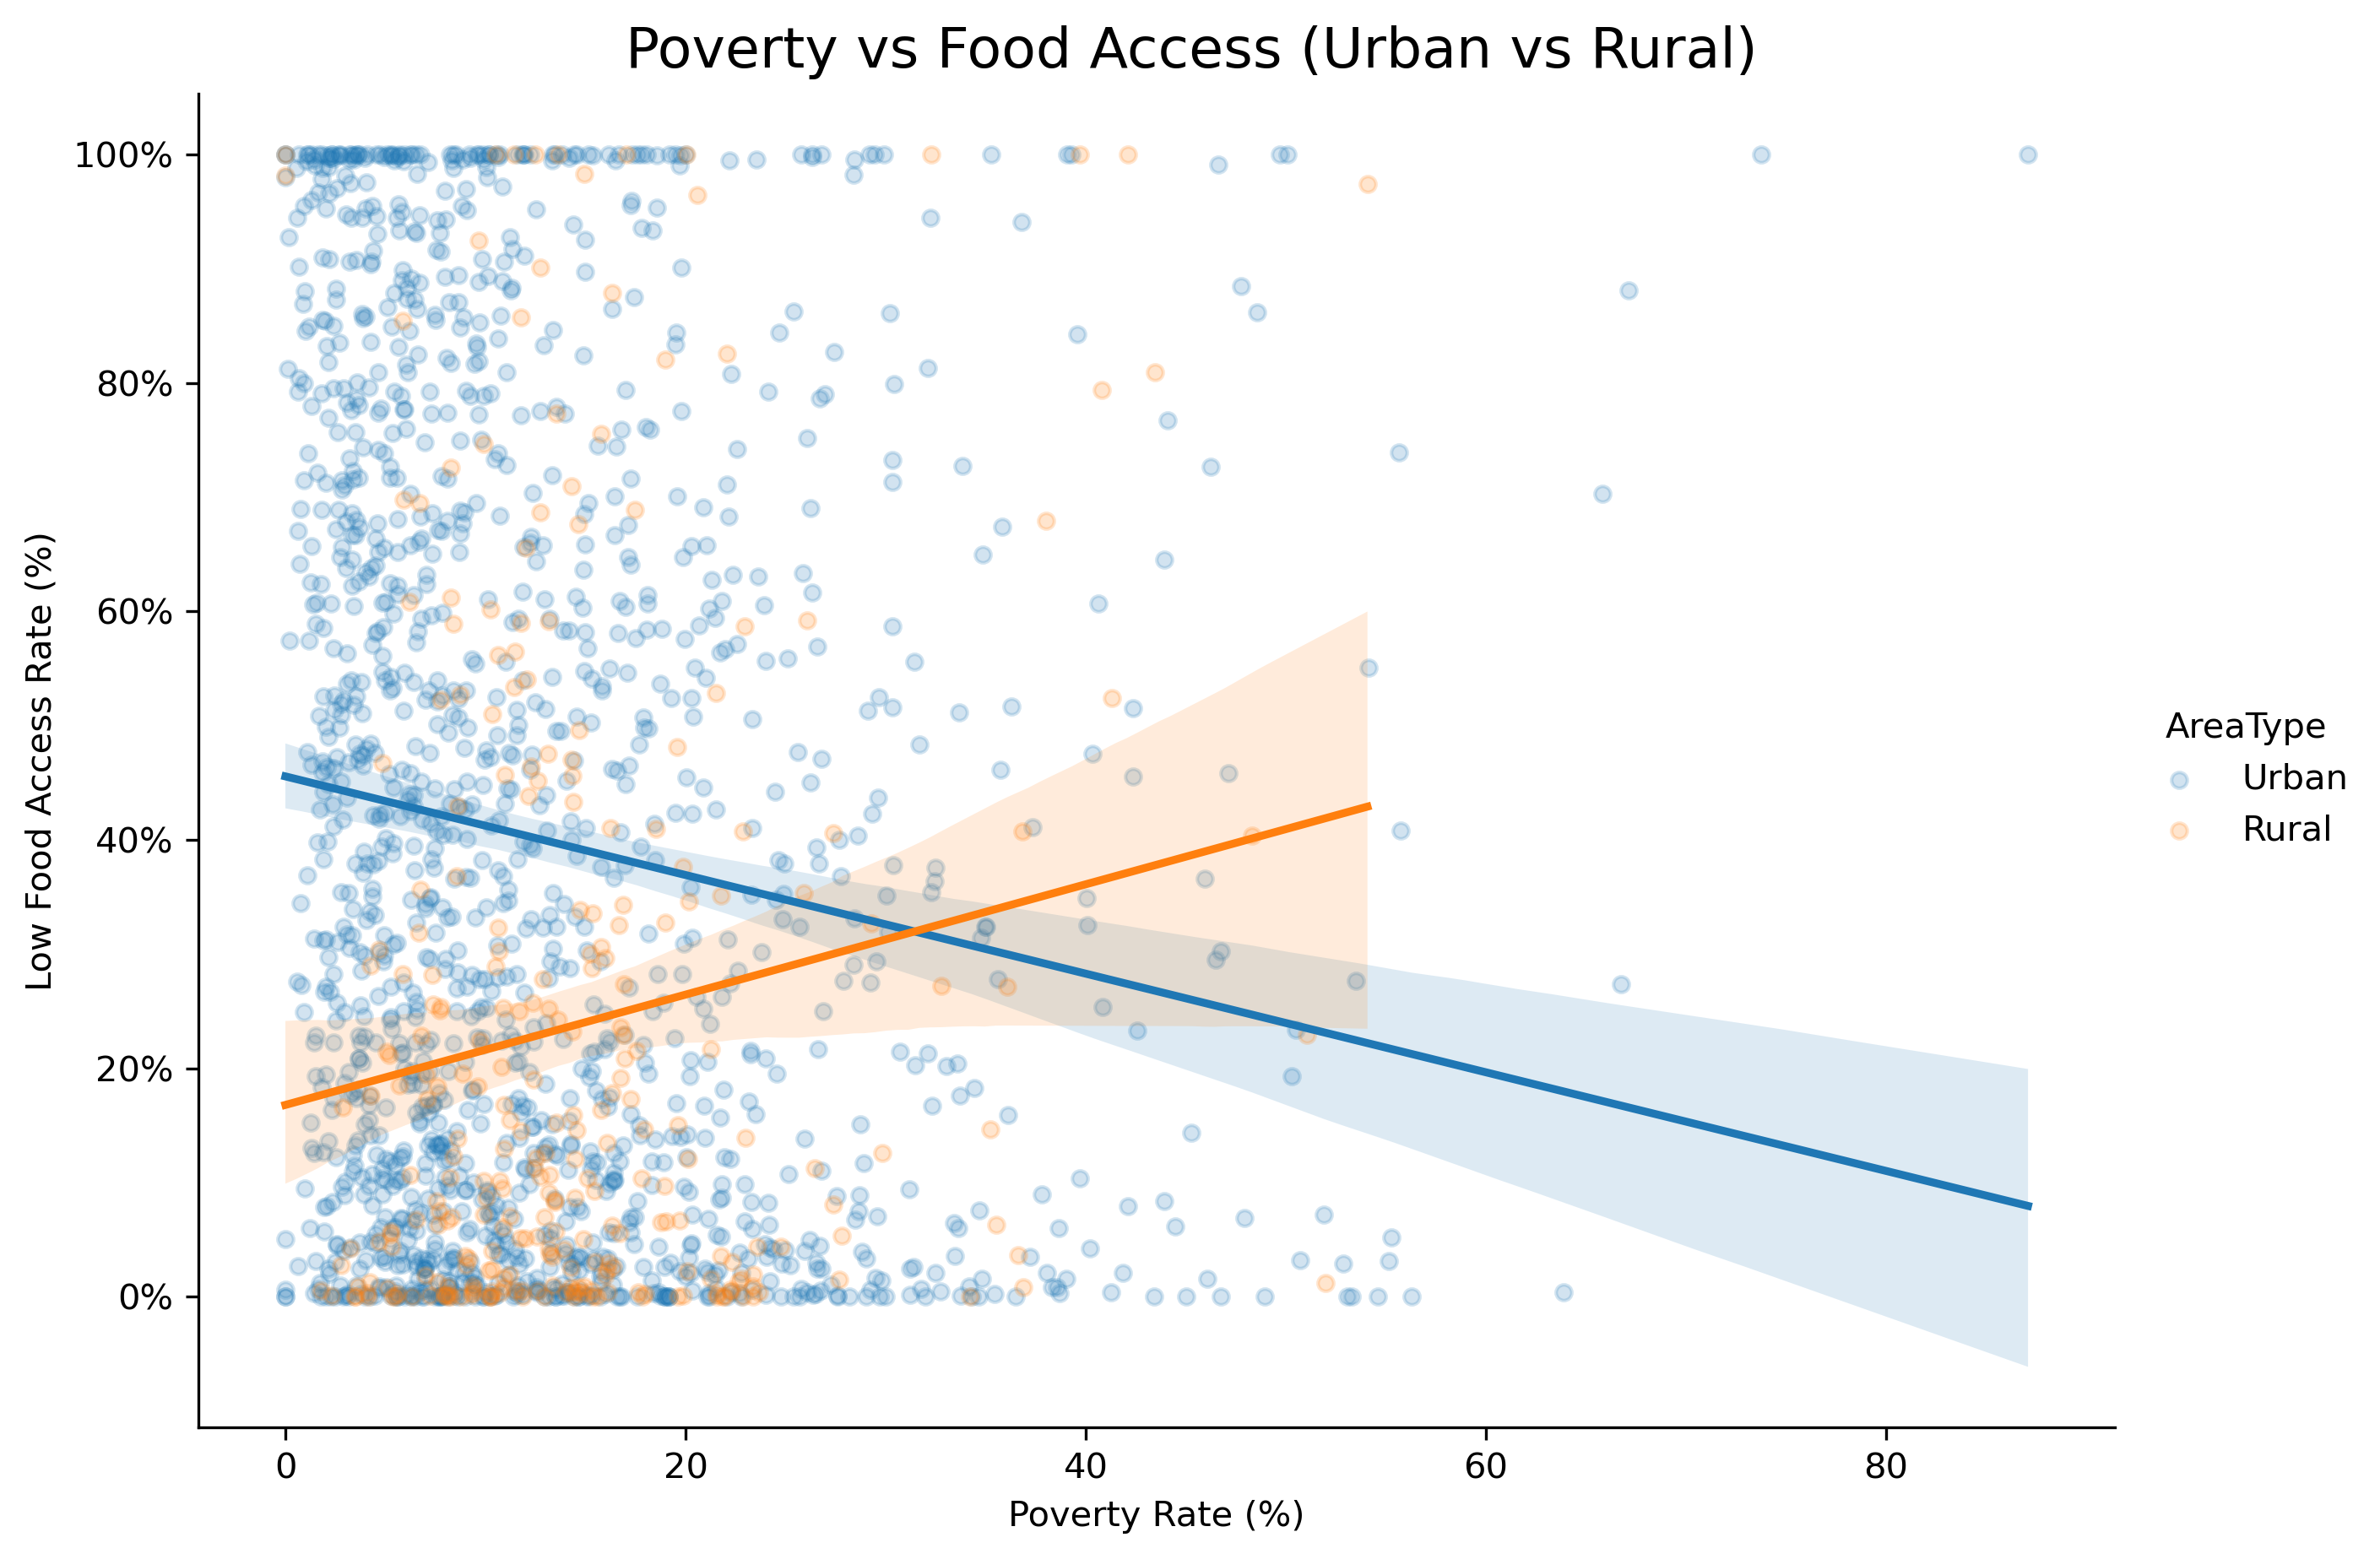 Poverty vs Food Access (Urban vs Rural)
100%
80%
60%
40%
20%
0%
Low Food Access Rate (%)
0 20 40 60 80
Poverty Rate (%)
AreaType
Urban
Rural